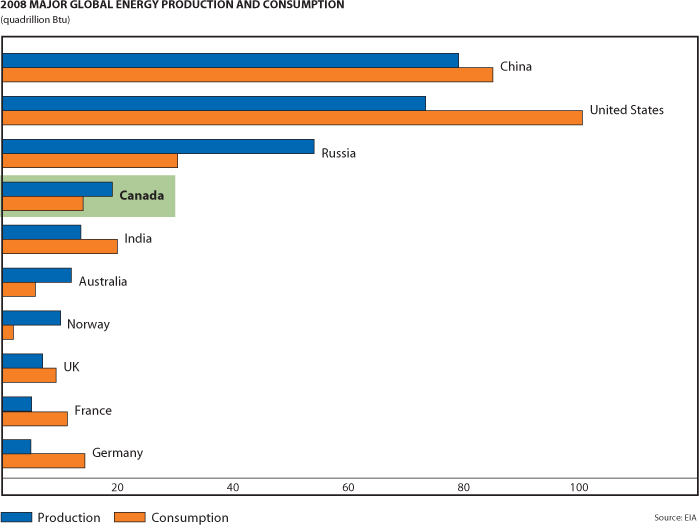 2008 MAJOR GLOBAL ENERGY PRODUCTION AND CONSUMPTION
(quadrillion Btu)
China
United States
Russia
Canada
India
Australia
Norway
UK
France
Germany
20 40 60 80 100
Production Consumption Source: EIA